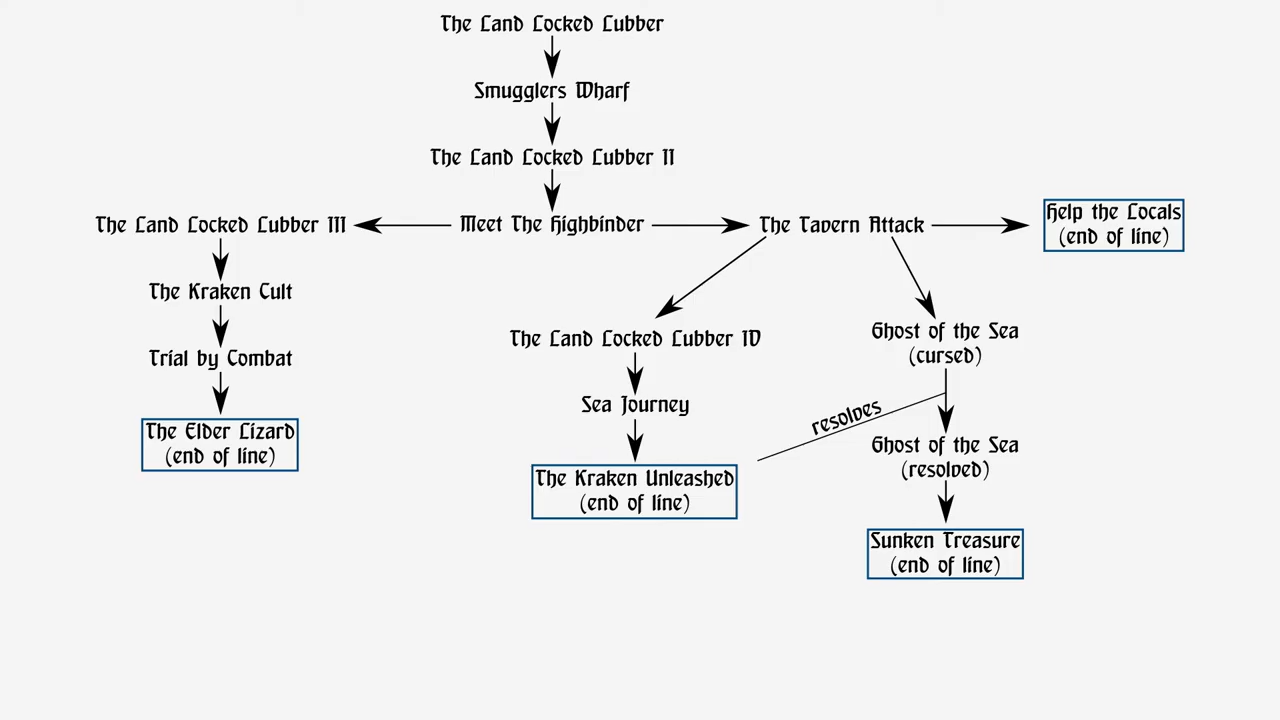 The Land Locked Lubber
Smugglers Wharf
The Land Locked Lubber II
The Land Locked Lubber III
Meet The Highbinder
The Tavern Attack
Help the Locals
(end of line)
The Kraken Cult
Trial by Combat
The Elder Lizard
(end of line)
The Land Locked Lubber IV
Sea Journey
The Kraken Unleashed
(end of line)
Ghost of the Sea
(cursed)
resolves
Ghost of the Sea
(resolved)
Sunken Treasure
(end of line)